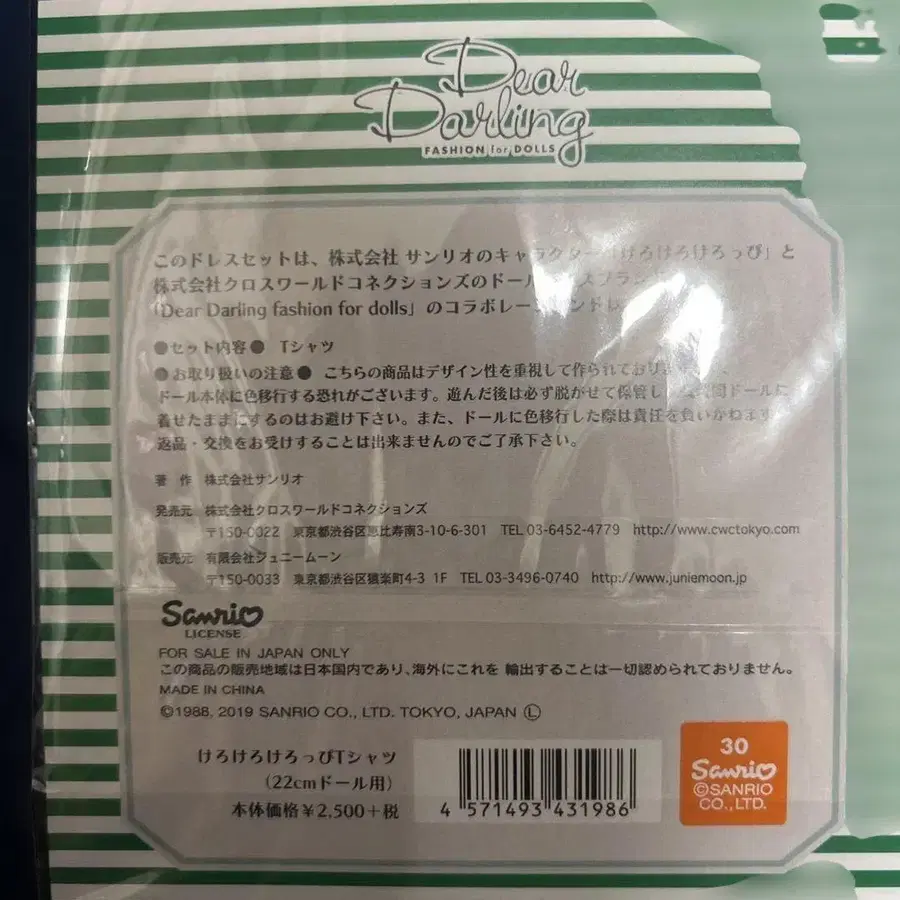 Dear
Darling
FASHION for DOLLS
このドレスセットは、株式会社 サンリオのキャラクター「けろけろけろっぴ」と
株式会社クロスワールドコネクションズのドール
「Dear Darling fashion for dolls」のコラボレーション
●セット内容● Tシャツ
●お取り扱いの注意● こちらの商品はデザイン性を重視して作られており
ドール本体に色移行する恐れがございます。遊んだ後は必ず脱がせて保管し 間ドールに
着せたままにするのはお避け下さい。また、ドールに色移行した際は責任を負いかねます
返品・交換をお受けすることは出来ませんのでご了承下さい。
著 作 株式会社サンリオ
発売元 株式会社クロスワールドコネクションズ
〒150-0022 東京都渋谷区恵比寿南3-10-6-301 TEL 03-6452-4779 http://www.cwctokyo.com
販売元 有限会社ジュニームーン
〒150-0033 東京都渋谷区猿楽町4-3 1F TEL 03-3496-0740 http://www.juniemoon.jp
Sanrio
LICENSE
FOR SALE IN JAPAN ONLY
この商品の販売地域は日本国内であり、海外にこれを 輸出することは一切認められておりません。
MADE IN CHINA
©1988, 2019 SANRIO CO., LTD. TOKYO, JAPAN Ⓛ
けろけろけろっぴTシャツ
(22cmドール用)
本体価格¥2,500+税
4 571493 431986
30
Sanrio
©SANRIO
CO., LTD.